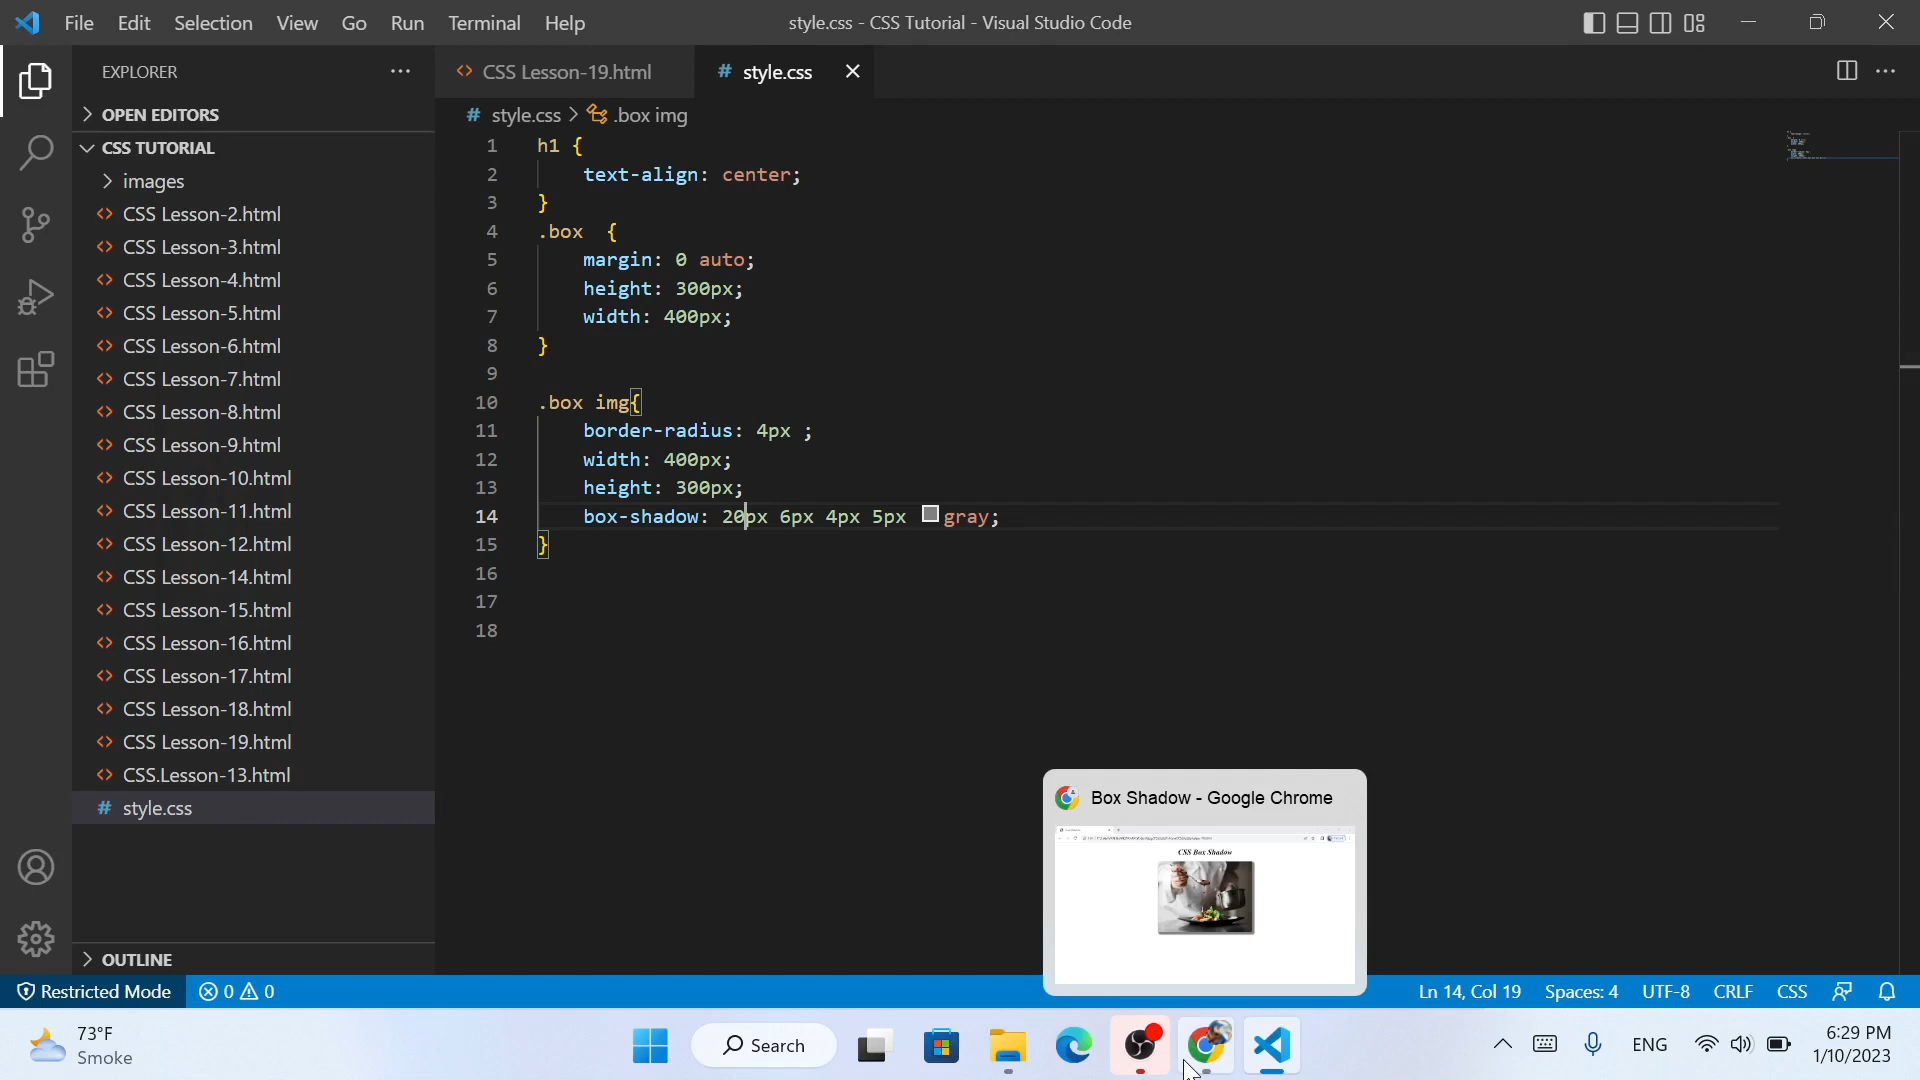 File Edit Selection View Go Run Terminal Help
style.css - CSS Tutorial - Visual Studio Code
EXPLORER
OPEN EDITORS
CSS TUTORIAL
images
CSS Lesson-2.html
CSS Lesson-3.html
CSS Lesson-4.html
CSS Lesson-5.html
CSS Lesson-6.html
CSS Lesson-7.html
CSS Lesson-8.html
CSS Lesson-9.html
CSS Lesson-10.html
CSS Lesson-11.html
CSS Lesson-12.html
CSS Lesson-14.html
CSS Lesson-15.html
CSS Lesson-16.html
CSS Lesson-17.html
CSS Lesson-18.html
CSS Lesson-19.html
CSS.Lesson-13.html
# style.css
OUTLINE
CSS Lesson-19.html
# style.css
# style.css > .box img
1 h1 {
2 text-align: center;
3 }
4 .box {
5 margin: 0 auto;
6 height: 300px;
7 width: 400px;
8 }
9
10 .box img{
11 border-radius: 4px ;
12 width: 400px;
13 height: 300px;
14 box-shadow: 20px 6px 4px 5px gray;
15 }
16
17
18
Box Shadow - Google Chrome
CSS Box Shadow
Restricted Mode 0 0 Ln 14, Col 19 Spaces: 4 UTF-8 CRLF CSS
73°F
Smoke
Search
ENG
6:29 PM
1/10/2023